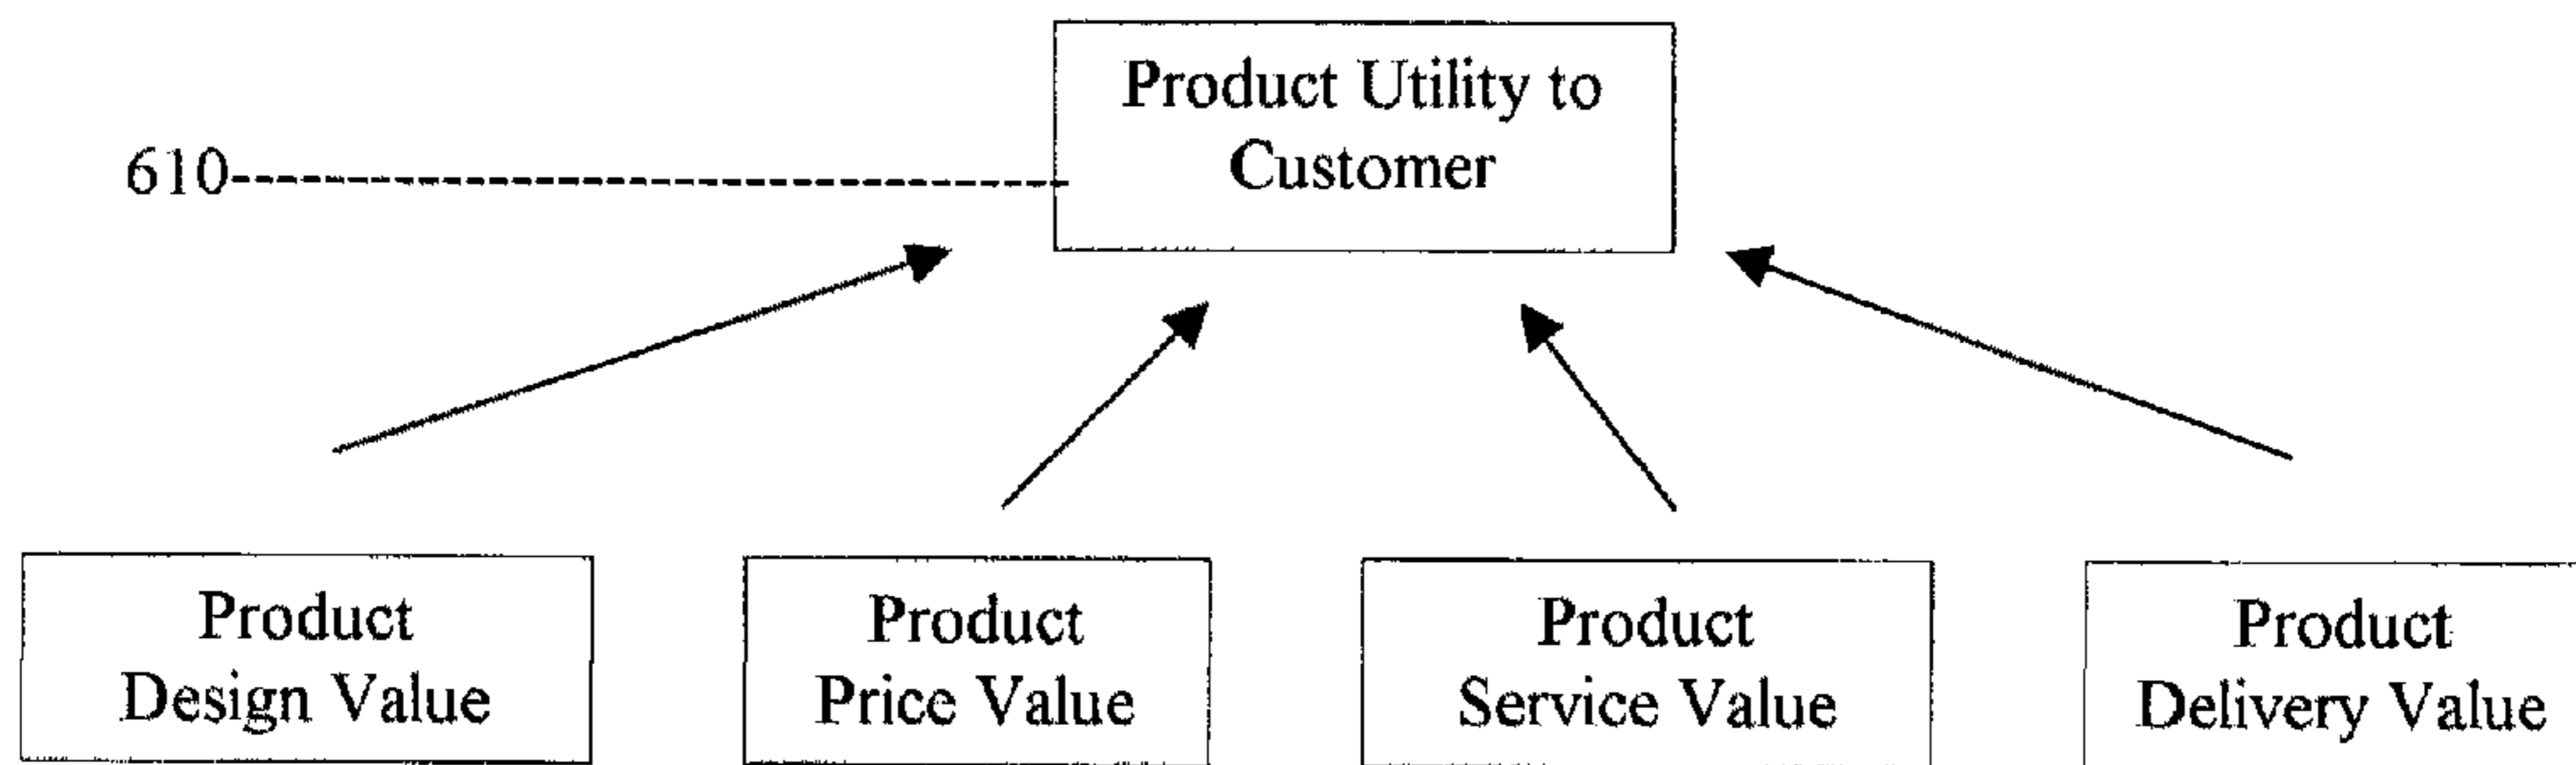 Product Utility to
610
Customer
Product
Design Value
Product
Price Value
Product
Service Value
Product
Delivery Value